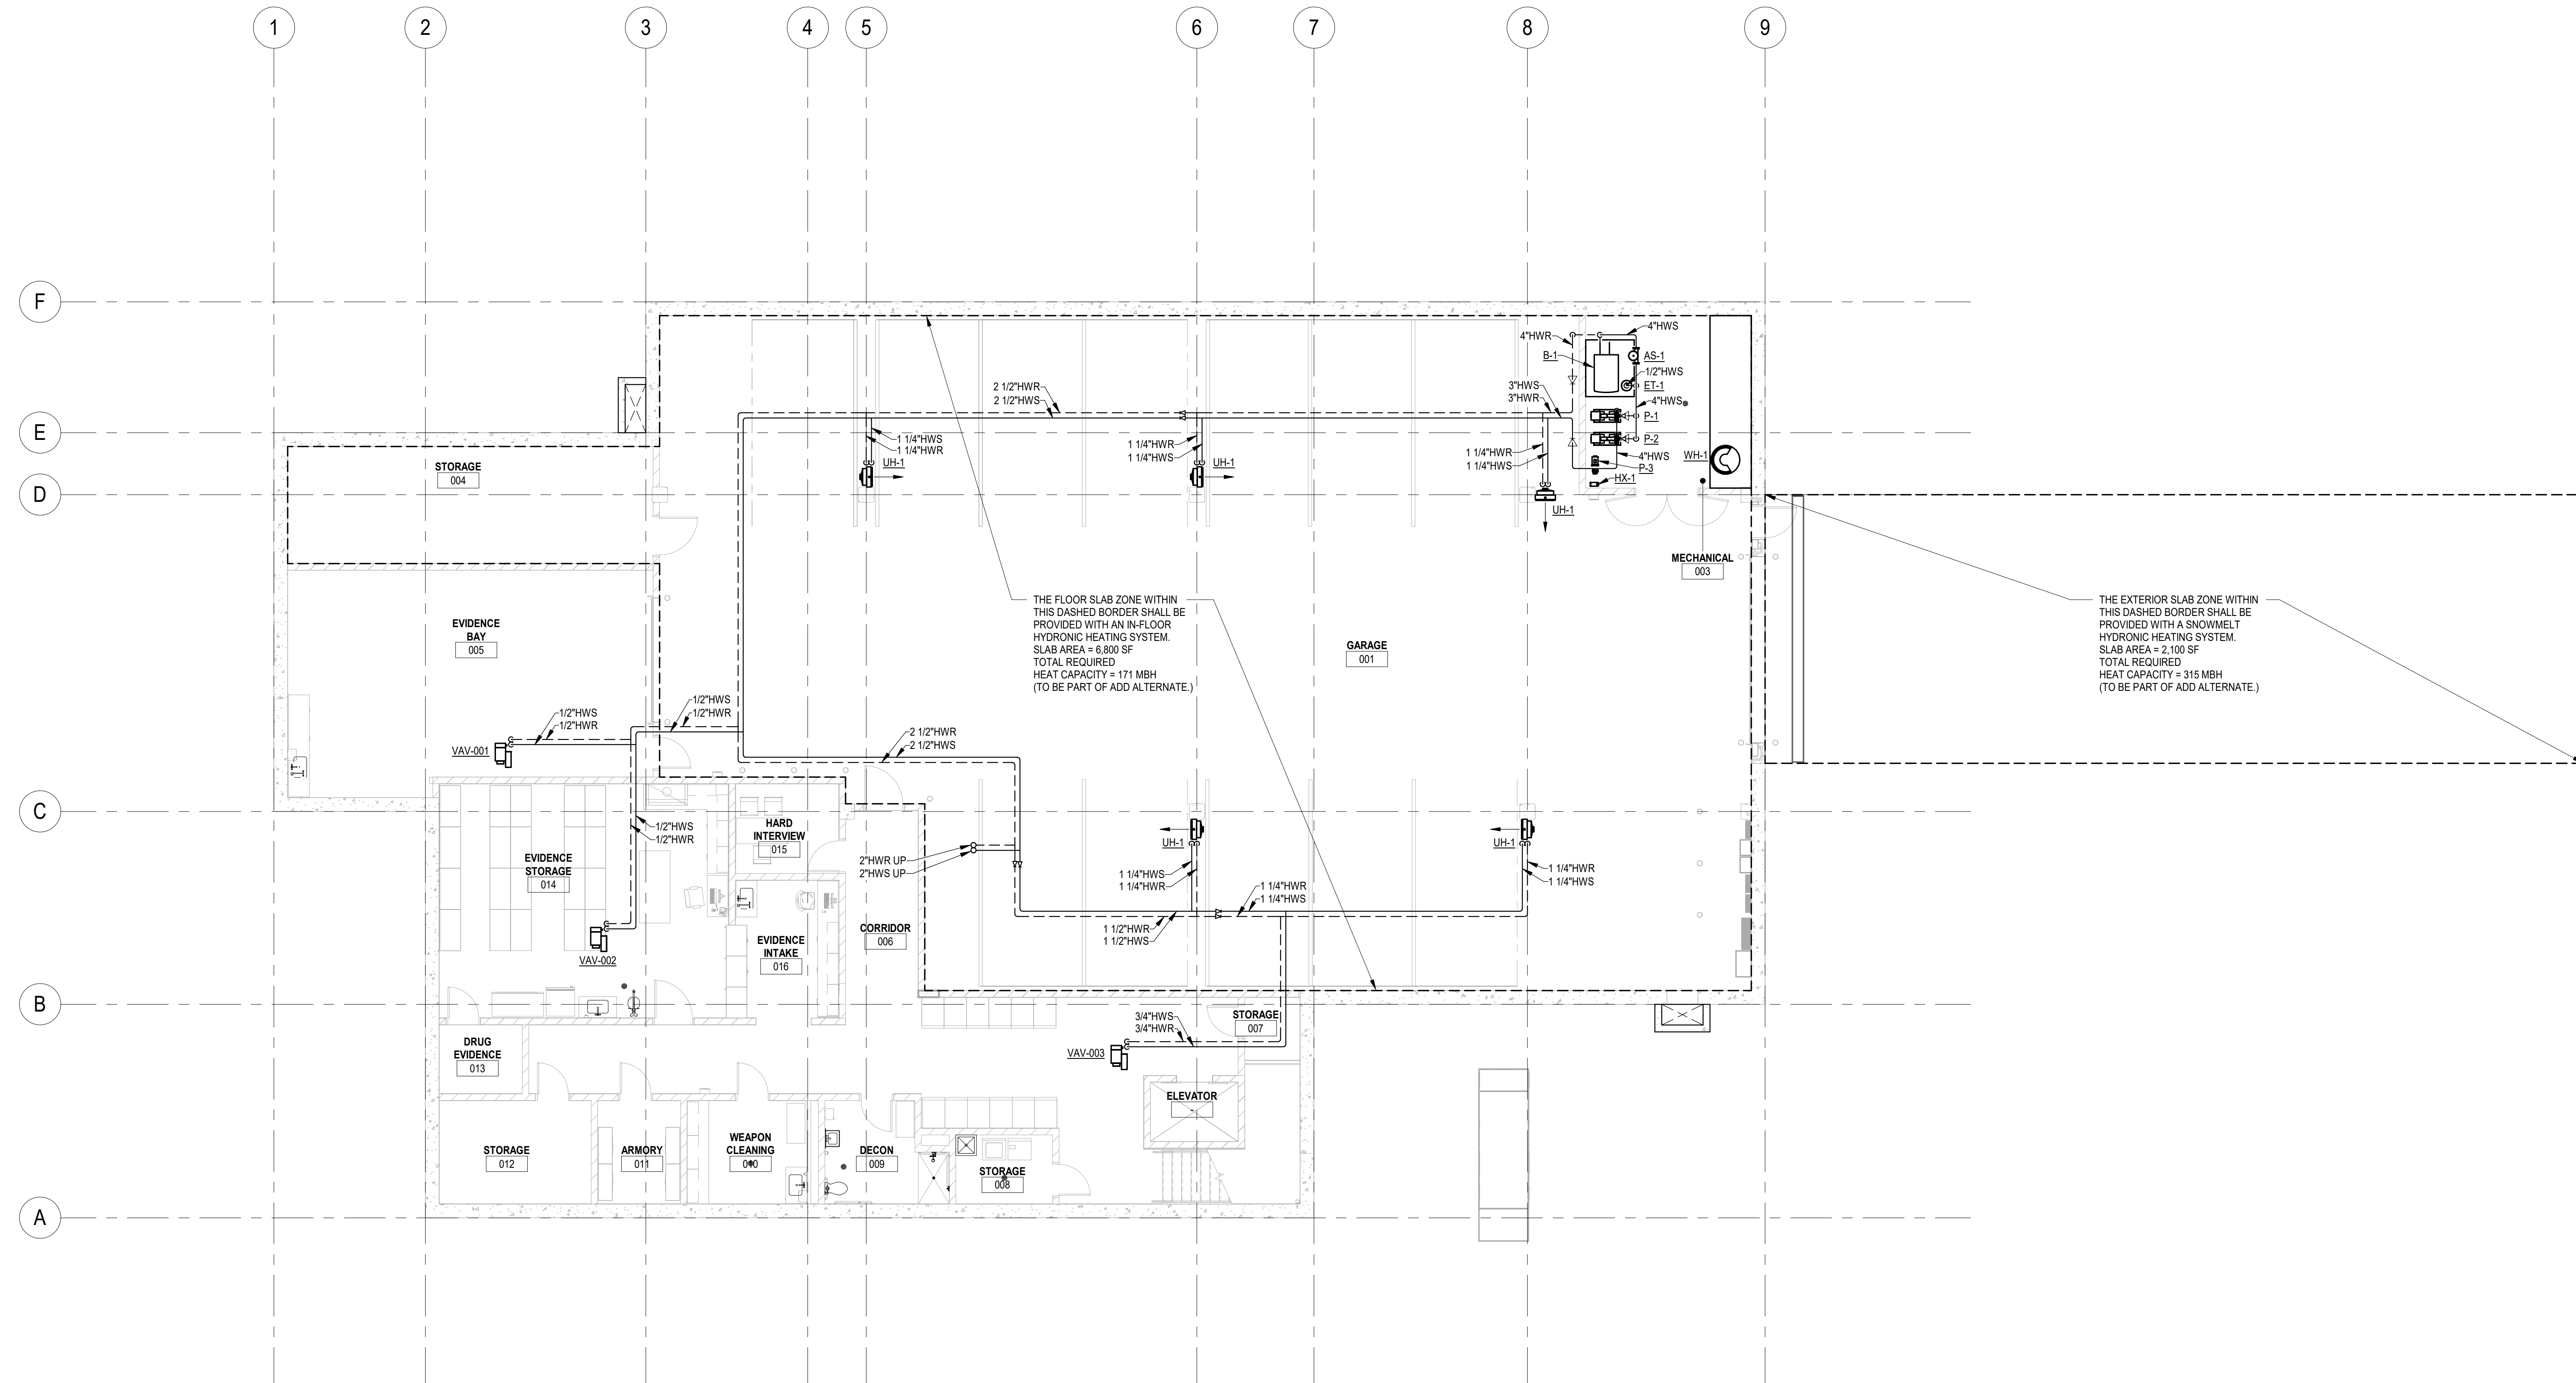 1
2
3
4
5
6
7
8
9
F
E
D
C
B
A
4"HWS
4"HWR
B-1
AS-1
1/2"HWS
ET-1
4"HWS
P-1
P-2
4"HWS
P-3
HX-1
WH-1
3"HWS
3"HWR
2 1/2"HWR
2 1/2"HWS
1 1/4"HWS
1 1/4"HWR
UH-1
1 1/4"HWR
1 1/4"HWS
UH-1
1 1/4"HWR
1 1/4"HWS
UH-1
STORAGE
004
MECHANICAL
003
EVIDENCE
BAY
005
THE FLOOR SLAB ZONE WITHIN
THIS DASHED BORDER SHALL BE
PROVIDED WITH AN IN-FLOOR
HYDRONIC HEATING SYSTEM.
SLAB AREA = 6,800 SF
TOTAL REQUIRED
HEAT CAPACITY = 171 MBH
(TO BE PART OF ADD ALTERNATE.)
GARAGE
001
THE EXTERIOR SLAB ZONE WITHIN
THIS DASHED BORDER SHALL BE
PROVIDED WITH A SNOWMELT
HYDRONIC HEATING SYSTEM.
SLAB AREA = 2,100 SF
TOTAL REQUIRED
HEAT CAPACITY = 315 MBH
(TO BE PART OF ADD ALTERNATE.)
1/2"HWS
1/2"HWR
1/2"HWS
1/2"HWR
VAV-001
2 1/2"HWR
2 1/2"HWS
1/2"HWS
1/2"HWR
HARD
INTERVIEW
015
EVIDENCE
STORAGE
014
2"HWR UP
2"HWS UP
UH-1
UH-1
1 1/4"HWS
1 1/4"HWR
1 1/4"HWR
1 1/4"HWS
1 1/4"HWR
1 1/4"HWS
1 1/2"HWR
1 1/2"HWS
VAV-002
EVIDENCE
INTAKE
016
CORRIDOR
006
3/4"HWS
3/4"HWR
STORAGE
007
VAV-003
DRUG
EVIDENCE
013
ELEVATOR
-
STORAGE
012
ARMORY
011
WEAPON
CLEANING
010
DECON
009
STORAGE
008